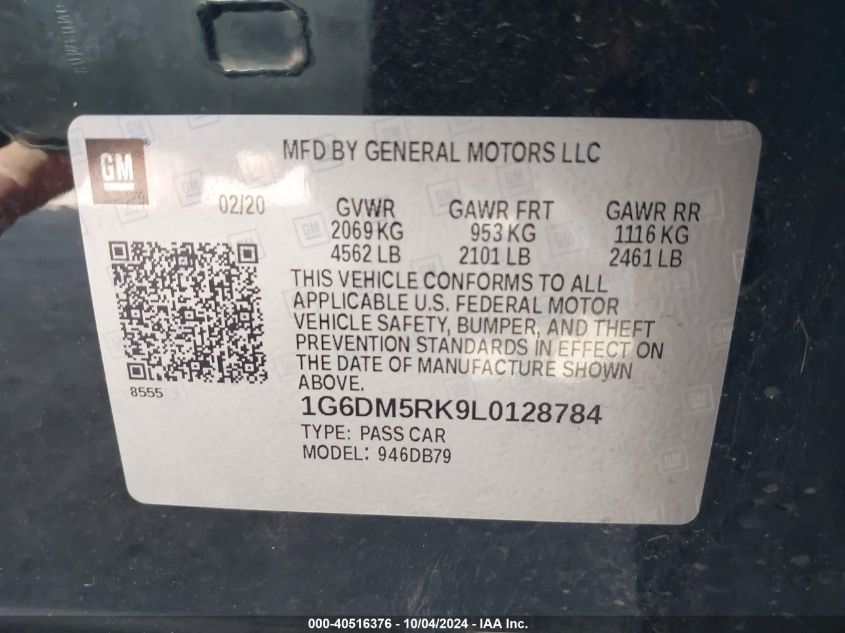 GM
MFD BY GENERAL MOTORS LLC
02/20 GVWR GAWR FRT GAWR RR
2069 KG 953 KG 1116 KG
4562 LB 2101 LB 2461 LB
THIS VEHICLE CONFORMS TO ALL
APPLICABLE U.S. FEDERAL MOTOR
VEHICLE SAFETY, BUMPER, AND THEFT
PREVENTION STANDARDS IN EFFECT ON
THE DATE OF MANUFACTURE SHOWN
ABOVE.
8555
1G6DM5RK9L0128784
TYPE: PASS CAR
MODEL: 946DB79
000-40516376 - 10/04/2024 - IAA Inc.